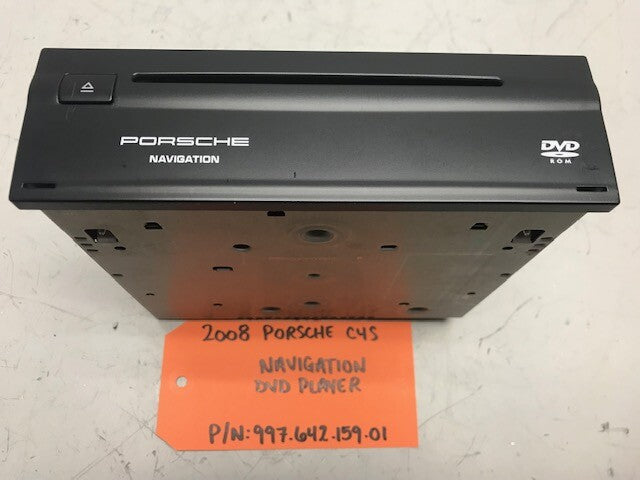 PORSCHE
NAVIGATION
DVD
ROM
2008 PORSCHE C4S
NAVIGATION
DVD PLAYER
P/N: 997.642.159.01